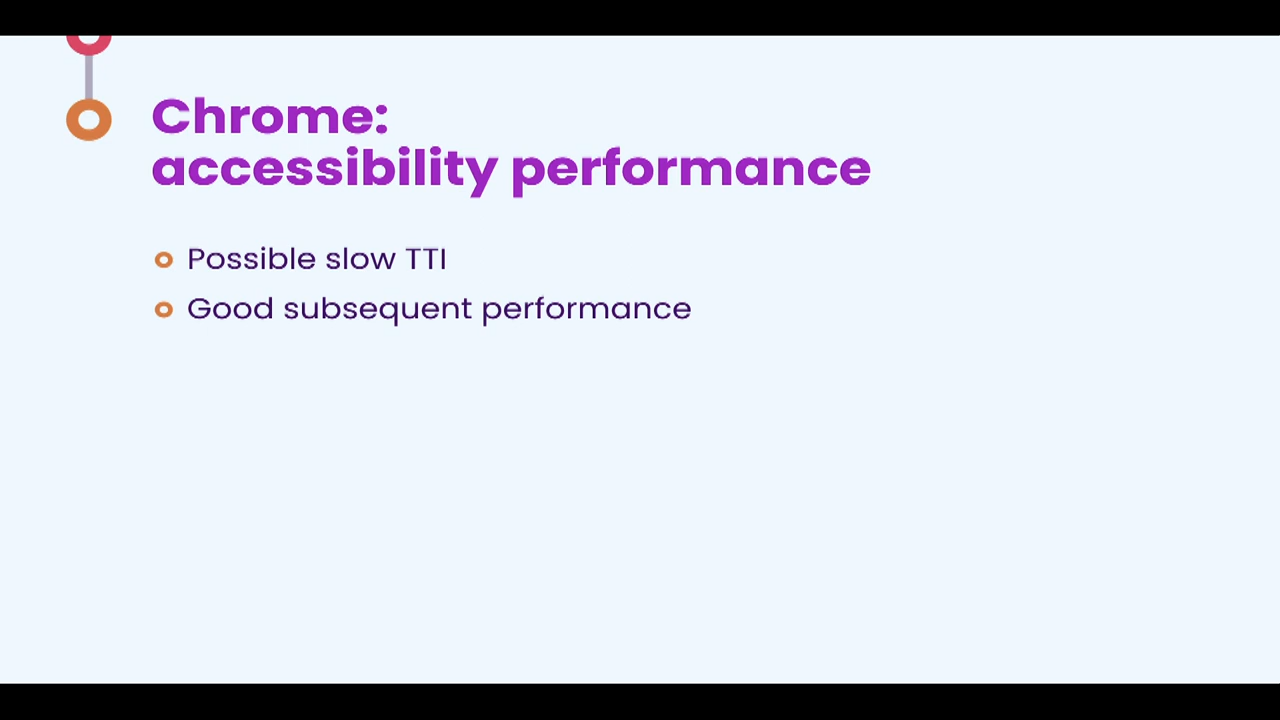 Chrome:
accessibility performance
Possible slow TTI
Good subsequent performance